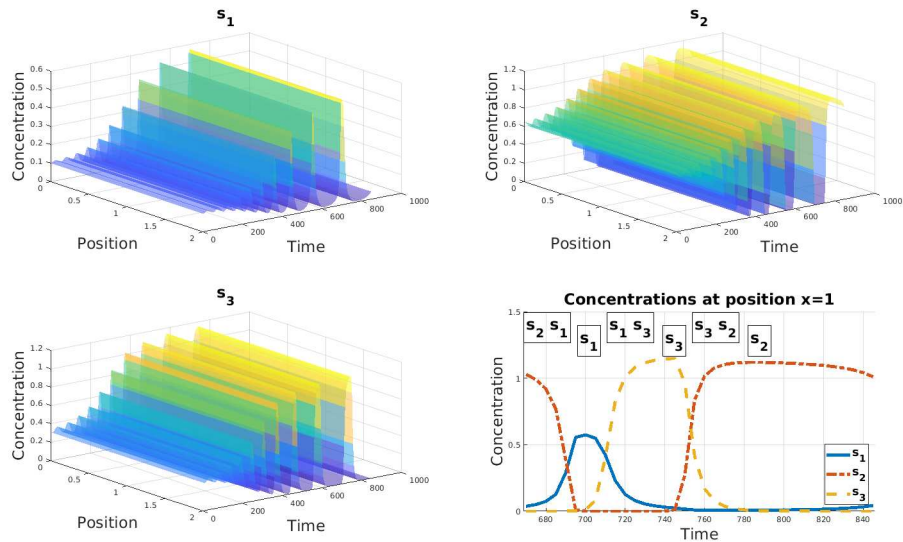 s1
Concentration
0.6
0.5
0.4
0.3
0.2
0.1
0
0
0.5
1
1.5
2
Position
0
200
400
600
800
1000
Time
s2
Concentration
1.2
1
0.8
0.6
0.4
0.2
0
0
0.5
1
1.5
2
Position
0
200
400
600
800
1000
Time
s3
Concentration
1.2
1
0.8
0.6
0.4
0.2
0
0
0.5
1
1.5
2
Position
0
200
400
600
800
1000
Time
Concentrations at position x=1
Concentration
1.5
1
0.5
0
s2 s1
s1
s1 s3
s3
s3 s2
s2
s1
s2
s3
680
700
720
740
760
780
800
820
840
Time